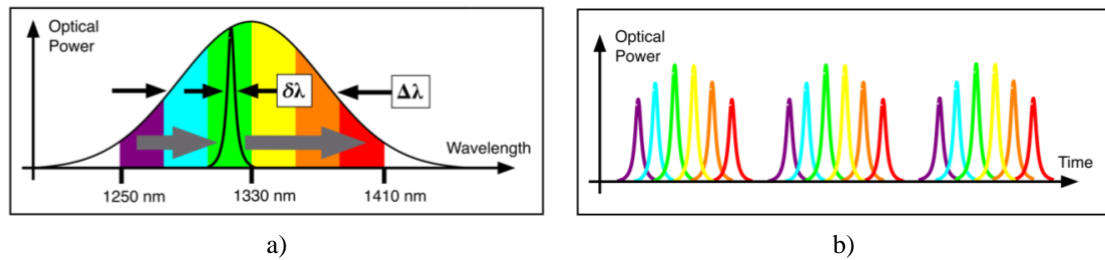 Optical
Power
δλ
Δλ
Wavelength
1250 nm
1330 nm
1410 nm
a)
Optical
Power
Time
b)